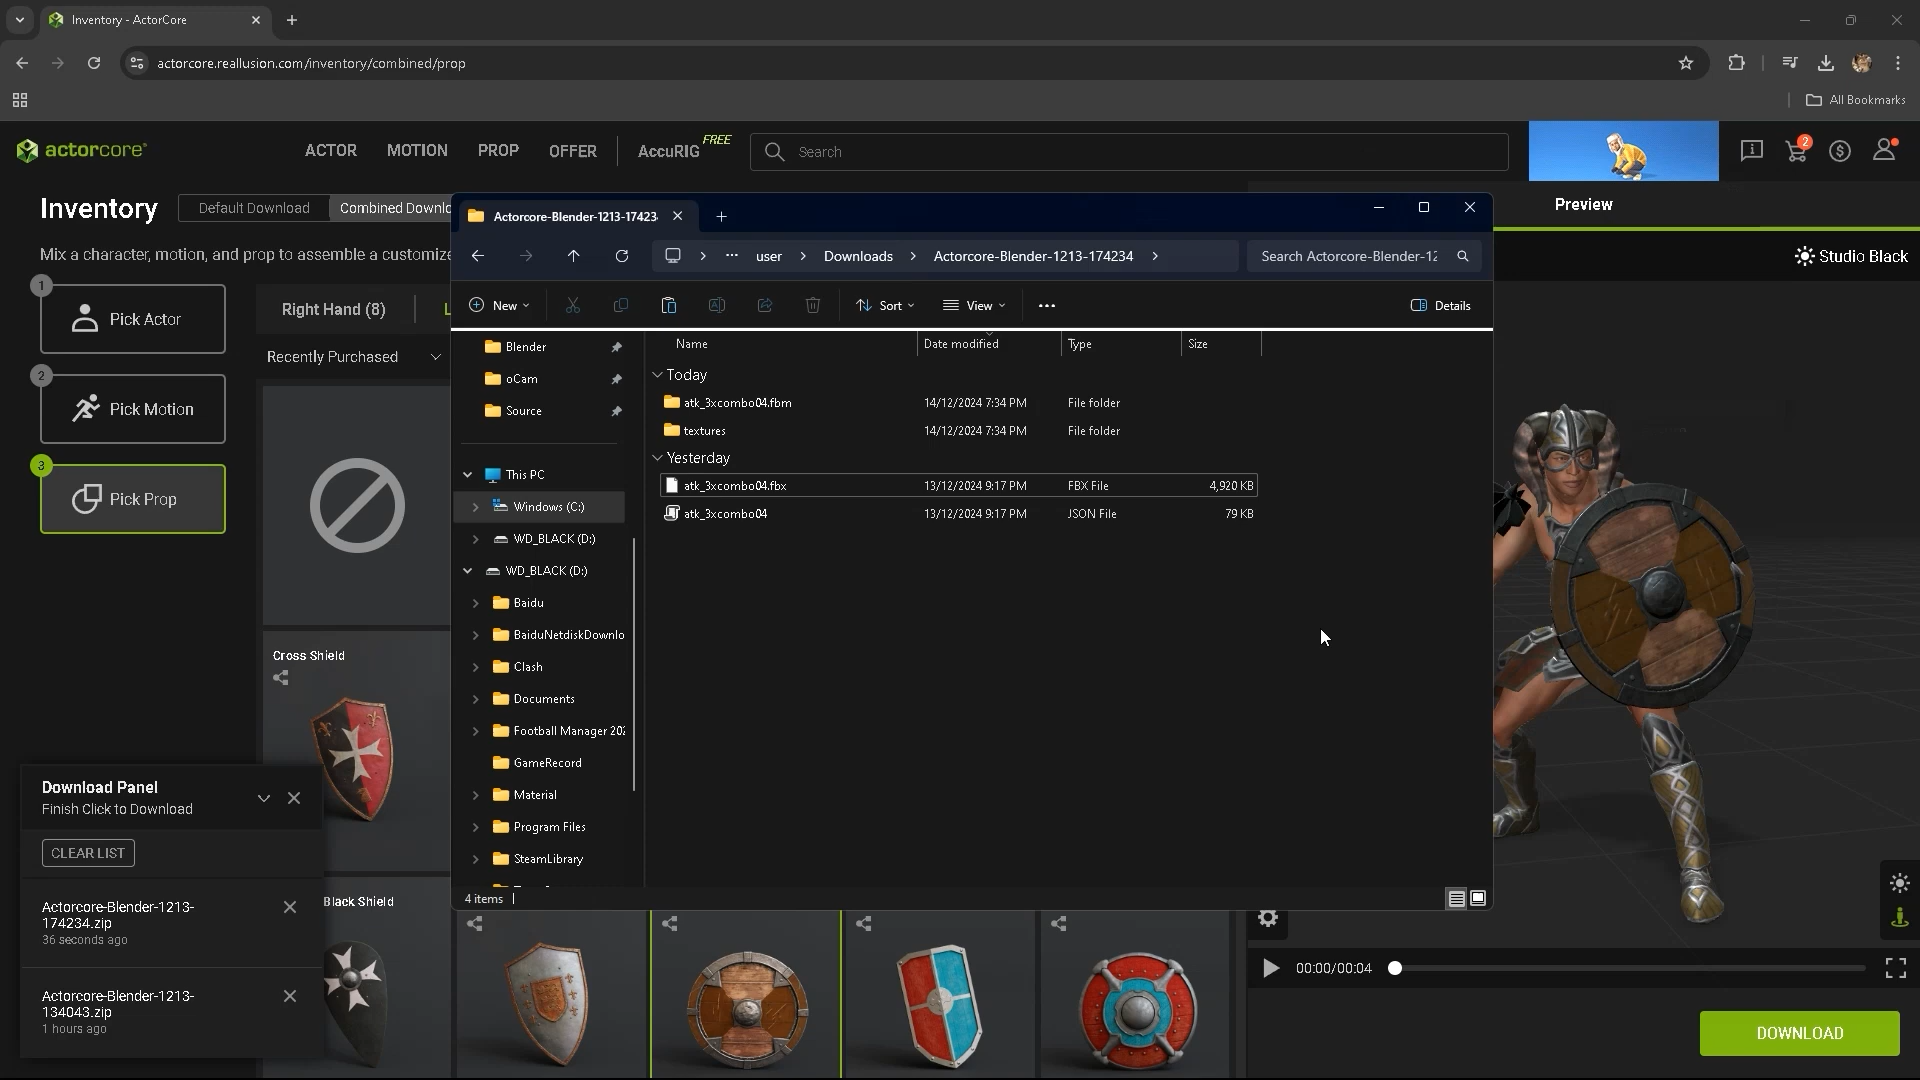 Inventory - ActorCore
actorcore.reallusion.com/inventory/combined/prop
All Bookmarks
actorcore
ACTOR
MOTION
PROP
OFFER
AccuRIG
FREE
Search
2
Inventory
Default Download
Combined Downlo
Mix a character, motion, and prop to assemble a customize
1
Pick Actor
2
Pick Motion
3
Pick Prop
Right Hand (8)
Recently Purchased
Cross Shield
Black Shield
Download Panel
Finish Click to Download
CLEAR LIST
Actorcore-Blender-1213-
174234.zip
36 seconds ago
Actorcore-Blender-1213-
134043.zip
1 hours ago
Actorcore-Blender-1213-17423
user
Downloads
Actorcore-Blender-1213-174234
Search Actorcore-Blender-12
New
Sort
View
Details
Blender
oCam
Source
This PC
Windows (C:)
WD_BLACK (D:)
WD_BLACK (D:)
Baidu
BaiduNetdiskDownlo
Clash
Documents
Football Manager 202
GameRecord
Material
Program Files
SteamLibrary
Name Date modified Type Size
Today
atk_3xcombo04.fbm 14/12/2024 7:34 PM File folder
textures 14/12/2024 7:34 PM File folder
Yesterday
atk_3xcombo04.fbx 13/12/2024 9:17 PM FBX File 4,920 KB
atk_3xcombo04 13/12/2024 9:17 PM JSON File 79 KB
4 items
Preview
Studio Black
00:00/00:04
DOWNLOAD